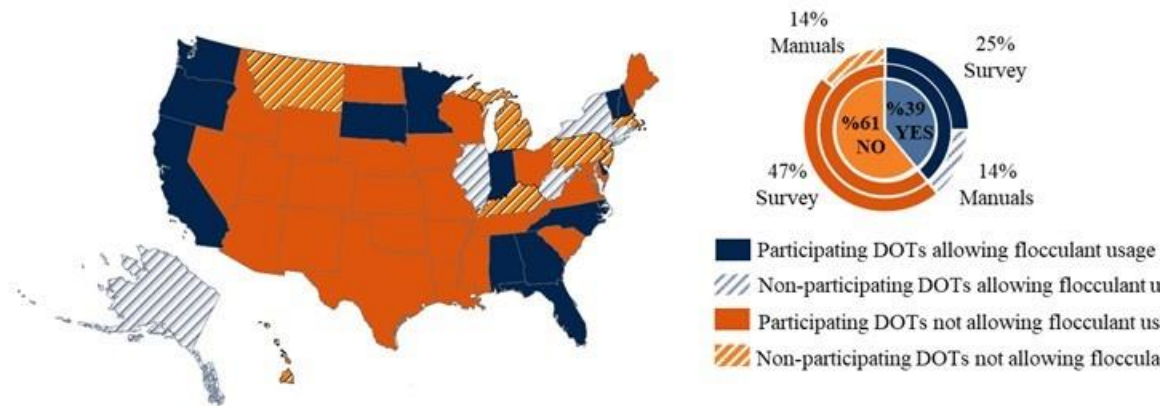 14%
Manuals
25%
Survey
%61
NO
%39
YES
47%
Survey
14%
Manuals
Participating DOTs allowing flocculant usage
Non-participating DOTs allowing flocculant u
Participating DOTs not allowing flocculant us
Non-participating DOTs not allowing floccula